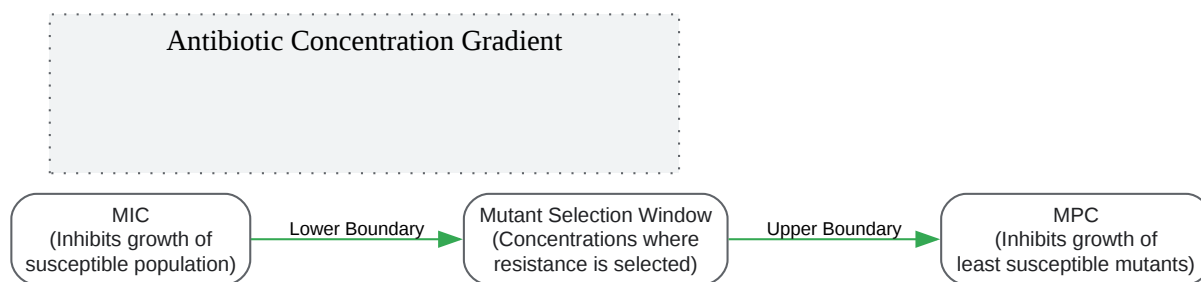 Antibiotic Concentration Gradient
MIC
(Inhibits growth of
susceptible population)
Lower Boundary
Mutant Selection Window
(Concentrations where
resistance is selected)
Upper Boundary
MPC
(Inhibits growth of
least susceptible mutants)